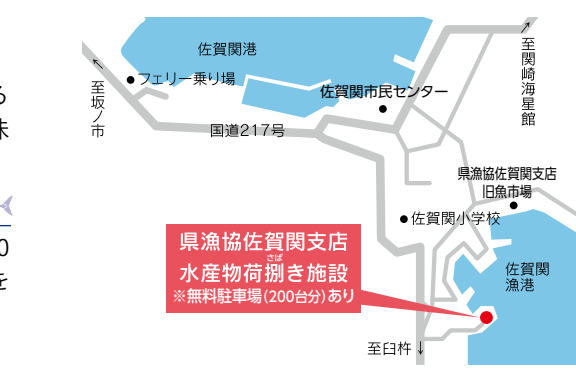 る
味
0
を
佐賀関港
フェリー乗り場
↑至坂ノ市
国道217号
佐賀関市民センター
↑至関崎海星館
県漁協佐賀関支店
旧魚市場
佐賀関小学校
佐賀関
漁港
県漁協佐賀関支店
さば
水産物荷捌き施設
※無料駐車場(200台分)あり
至臼杵↓